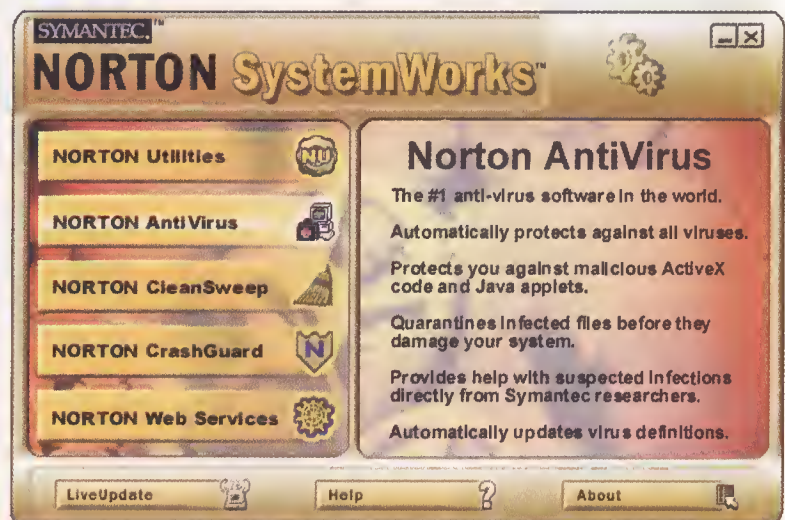 SYMANTEC.™
NORTON SystemWorks™
NORTON Utilities
NU
NORTON AntiVirus
NORTON CleanSweep
NORTON CrashGuard
N
NORTON Web Services
Norton AntiVirus
The #1 anti-virus software in the world.
Automatically protects against all viruses.
Protects you against malicious ActiveX
code and Java applets.
Quarantines infected files before they
damage your system.
Provides help with suspected infections
directly from Symantec researchers.
Automatically updates virus definitions.
LiveUpdate
Help
?
About